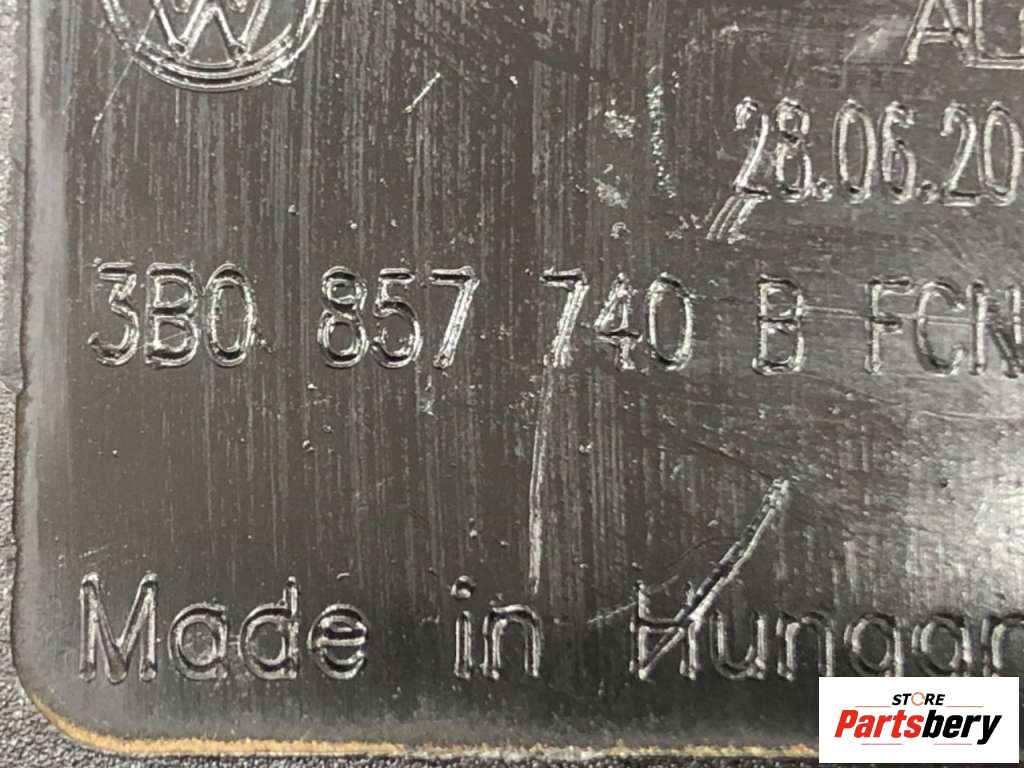 28.06.20
3B0 857 740 B FCN
Made in Hungar
STORE
Partsbery